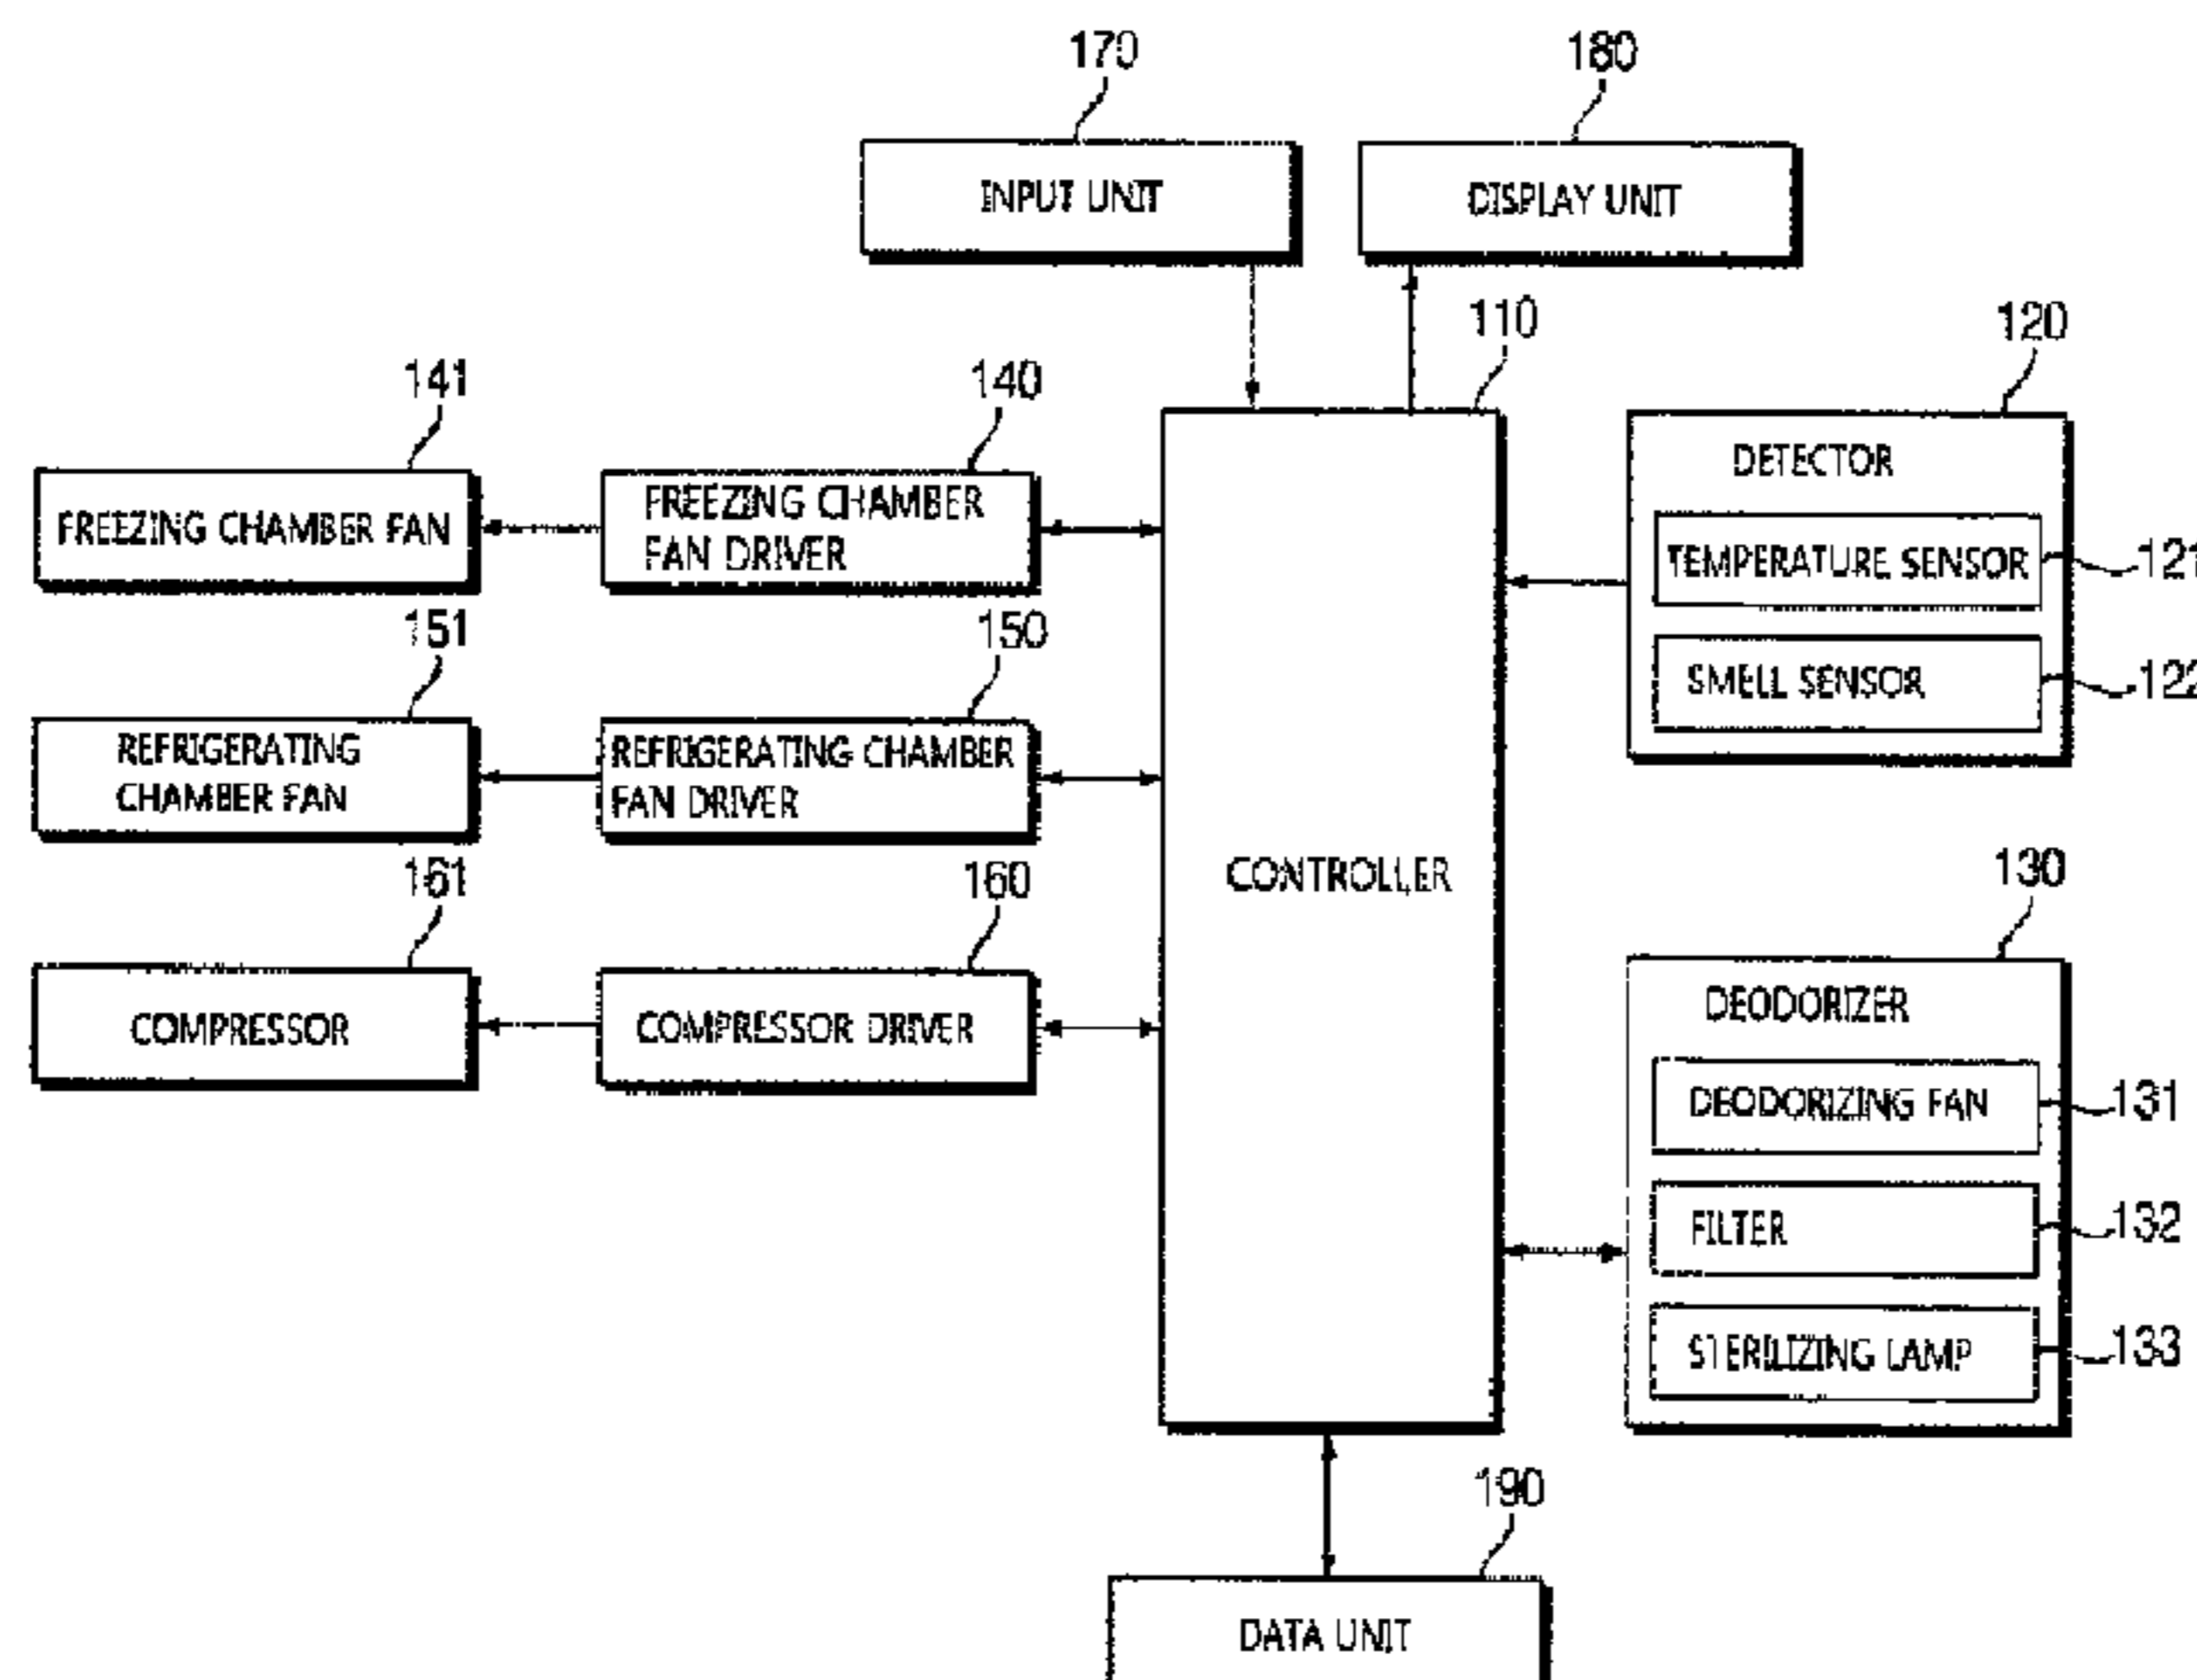 170
180
INPUT UNIT
DISPLAY UNIT
110
120
141
140
DETECTOR
FREEZING CHAMBER FAN
FREEZING CHAMBER
FAN DRIVER
TEMPERATURE SENSOR
121
151
150
SMELL SENSOR
122
REFRIGERATING
CHAMBER FAN
REFRIGERATING CHAMBER
FAN DRIVER
CONTROLLER
161
160
130
COMPRESSOR
COMPRESSOR DRIVER
DEODORIZER
DEODORIZING FAN
131
FILTER
132
STERILIZING LAMP
133
190
DATA UNIT